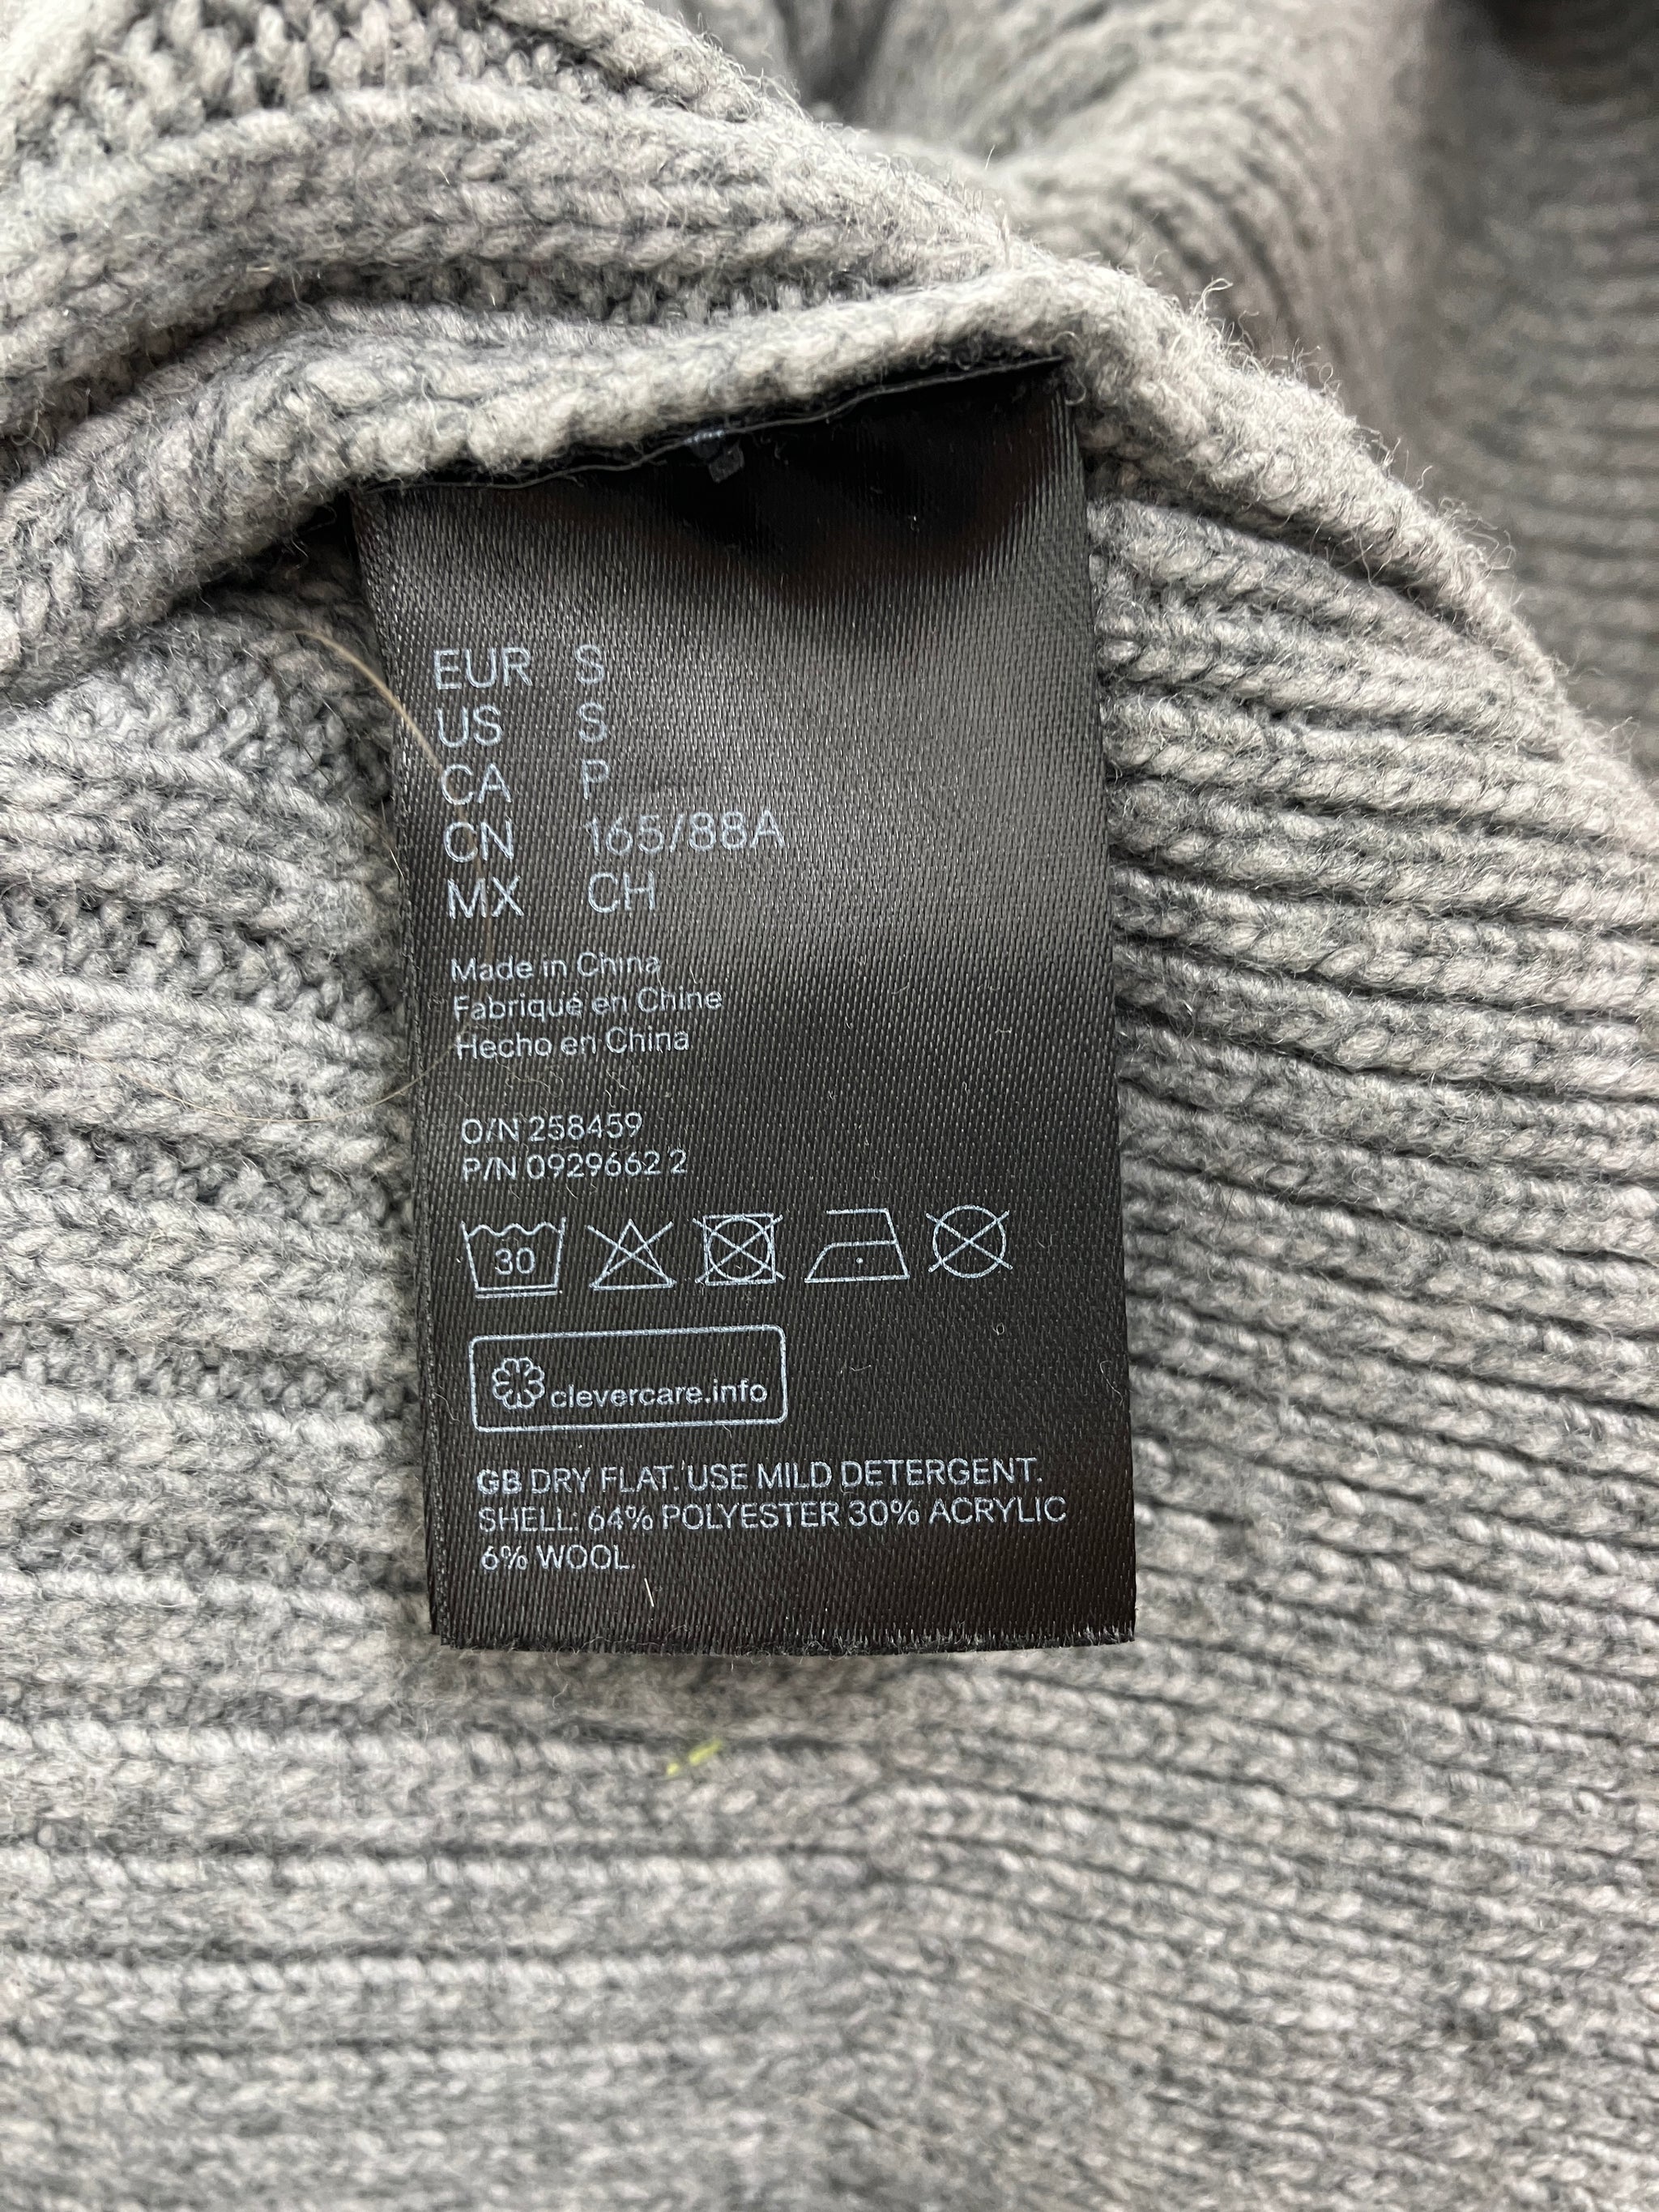 EUR S
US S
CA P
CN 165/88A
MX CH
Made in China
Fabriqué en Chine
Hecho en China
O/N 258459
P/N 0929662 2
30
clevercare.info
GB DRY FLAT. USE MILD DETERGENT.
SHELL: 64% POLYESTER 30% ACRYLIC
6% WOOL.